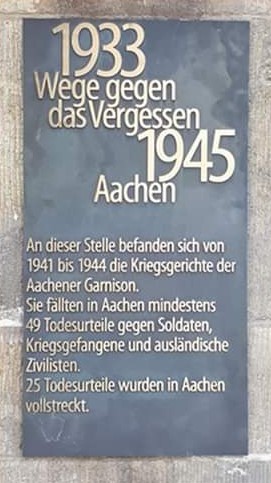 1933
Wege gegen
das Vergessen
1945
Aachen
An dieser Stelle befanden sich von
1941 bis 1944 die Kriegsgerichte der
Aachener Garnison.
Sie fällten in Aachen mindestens
49 Todesurteile gegen Soldaten,
Kriegsgefangene und ausländische
Zivilisten.
25 Todesurteile wurden in Aachen
vollstreckt.